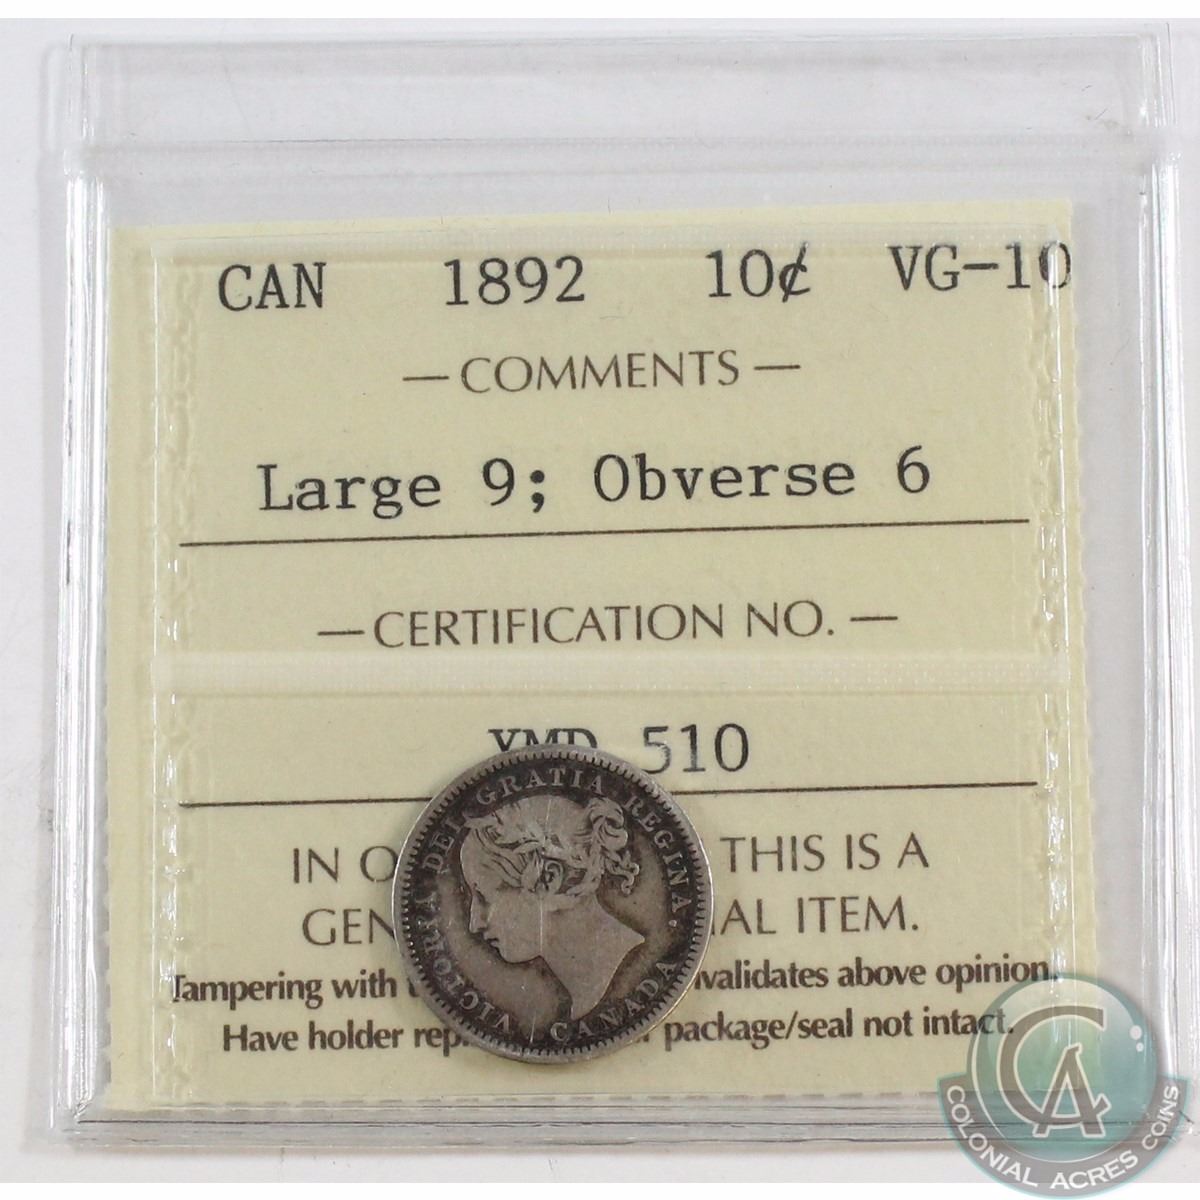 CAN 1892 10¢ VG-10
— COMMENTS —
Large 9; Obverse 6
— CERTIFICATION NO. —
XMD 510
IN O THIS IS A
GEN AL ITEM.
Tampering with validates above opinion.
Have holder rep package/seal not intact.
VICTORIA DEI GRATIA REGINA. CANADA
CA
COLONIAL ACRES COINS